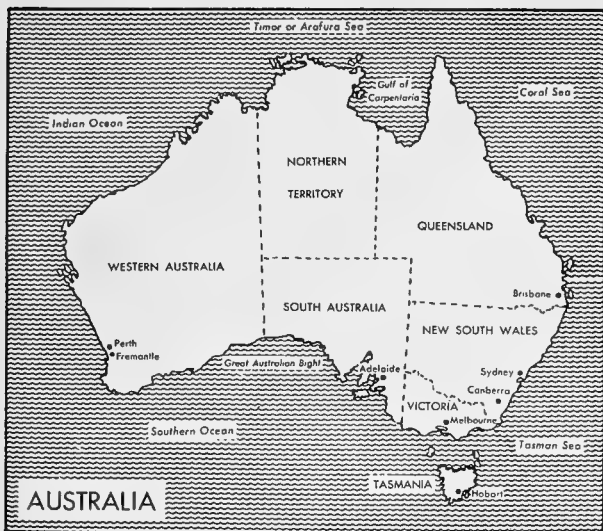 Timor or Arafura Sea
Gulf of
Carpentaria
Coral Sea
Indian Ocean
NORTHERN
TERRITORY
QUEENSLAND
WESTERN AUSTRALIA
Brisbane
SOUTH AUSTRALIA
NEW SOUTH WALES
Perth
Fremantle
Great Australian Bight
Adelaide
Sydney
Canberra
VICTORIA
Melbourne
Southern Ocean
Tasman Sea
TASMANIA
Hobart
AUSTRALIA